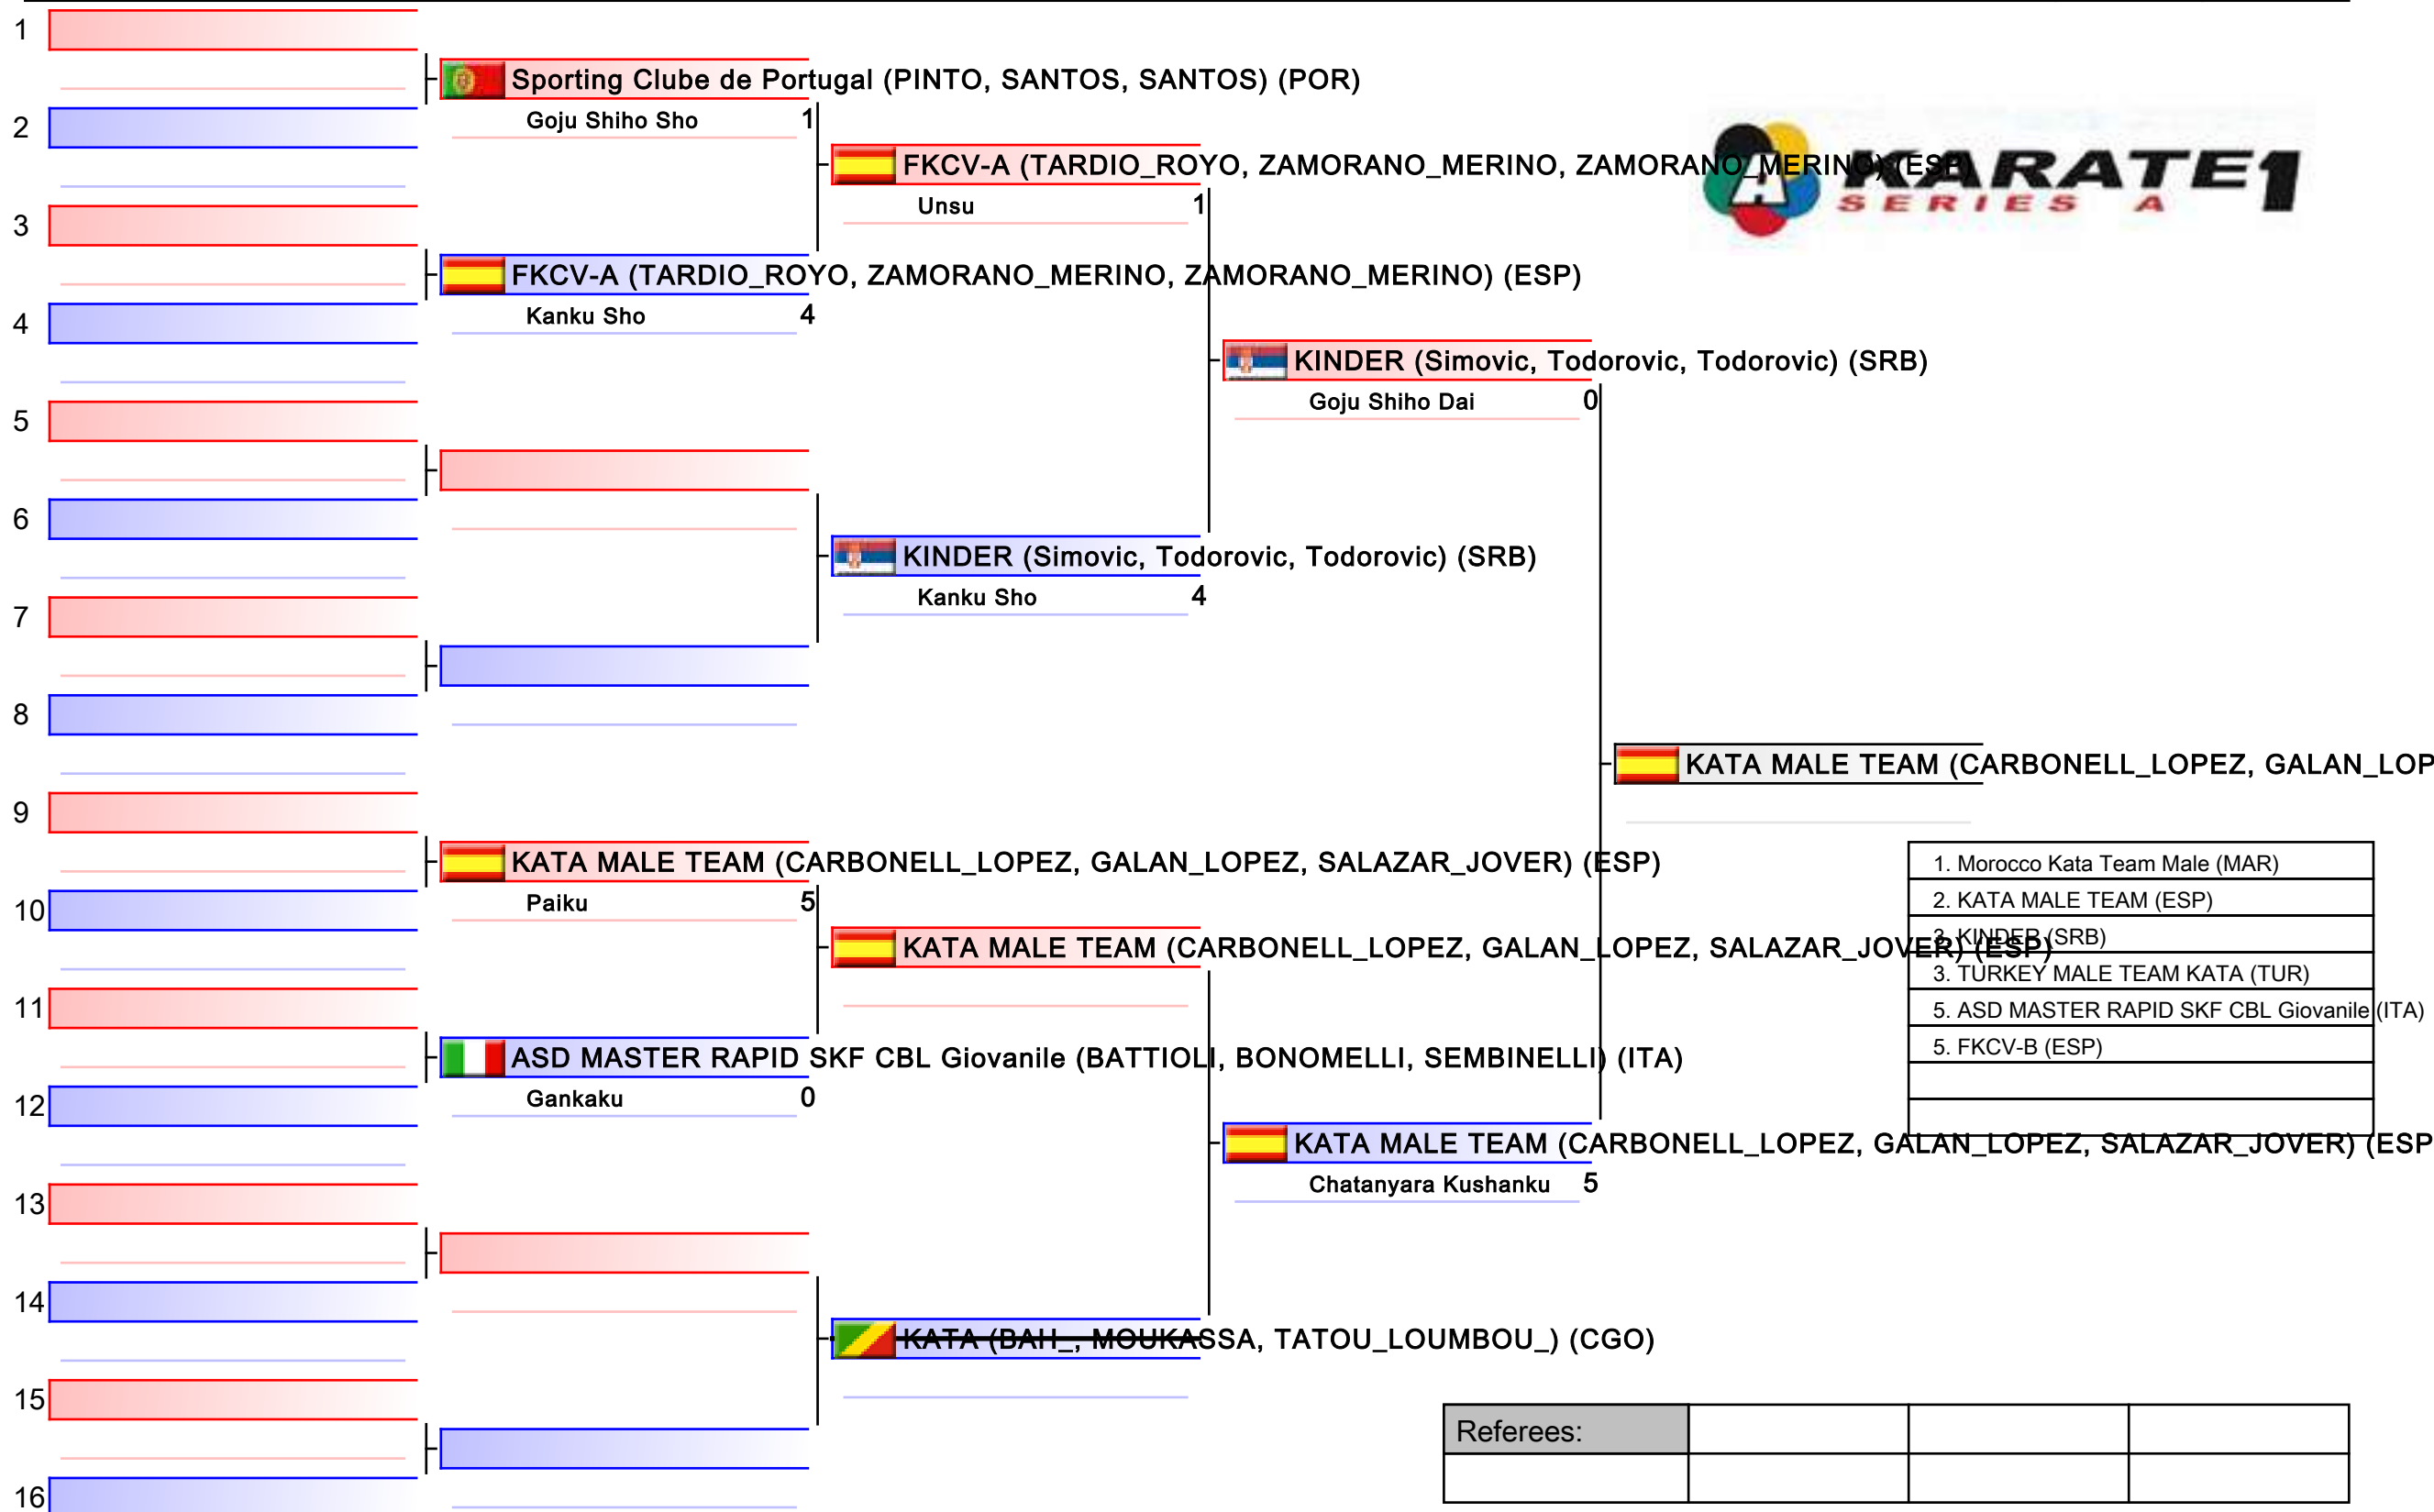 1
Sporting Clube de Portugal (PINTO, SANTOS, SANTOS) (POR)
Goju Shiho Sho 1
2
FKCV-A (TARDIO_ROYO, ZAMORANO_MERINO, ZAMORANO_MERINO) (ESP)
KARATE1
SERIES A
Unsu 1
3
FKCV-A (TARDIO_ROYO, ZAMORANO_MERINO, ZAMORANO_MERINO) (ESP)
Kanku Sho 4
4
KINDER (Simovic, Todorovic, Todorovic) (SRB)
Goju Shiho Dai 0
5
6
KINDER (Simovic, Todorovic, Todorovic) (SRB)
Kanku Sho 4
7
8
KATA MALE TEAM (CARBONELL_LOPEZ, GALAN_LOP
9
KATA MALE TEAM (CARBONELL_LOPEZ, GALAN_LOPEZ, SALAZAR_JOVER) (ESP)
Paiku 5
10
KATA MALE TEAM (CARBONELL_LOPEZ, GALAN_LOPEZ, SALAZAR_JOVER) (ESP)
1. Morocco Kata Team Male (MAR)
2. KATA MALE TEAM (ESP)
3. KINDER (SRB)
3. TURKEY MALE TEAM KATA (TUR)
5. ASD MASTER RAPID SKF CBL Giovanile (ITA)
5. FKCV-B (ESP)
11
ASD MASTER RAPID SKF CBL Giovanile (BATTIOLI, BONOMELLI, SEMBINELLI) (ITA)
Gankaku 0
12
KATA MALE TEAM (CARBONELL_LOPEZ, GALAN_LOPEZ, SALAZAR_JOVER) (ESP
Chatanyara Kushanku 5
13
14
KATA (BAH_, MOUKASSA, TATOU_LOUMBOU_) (CGO)
15
Referees:
16